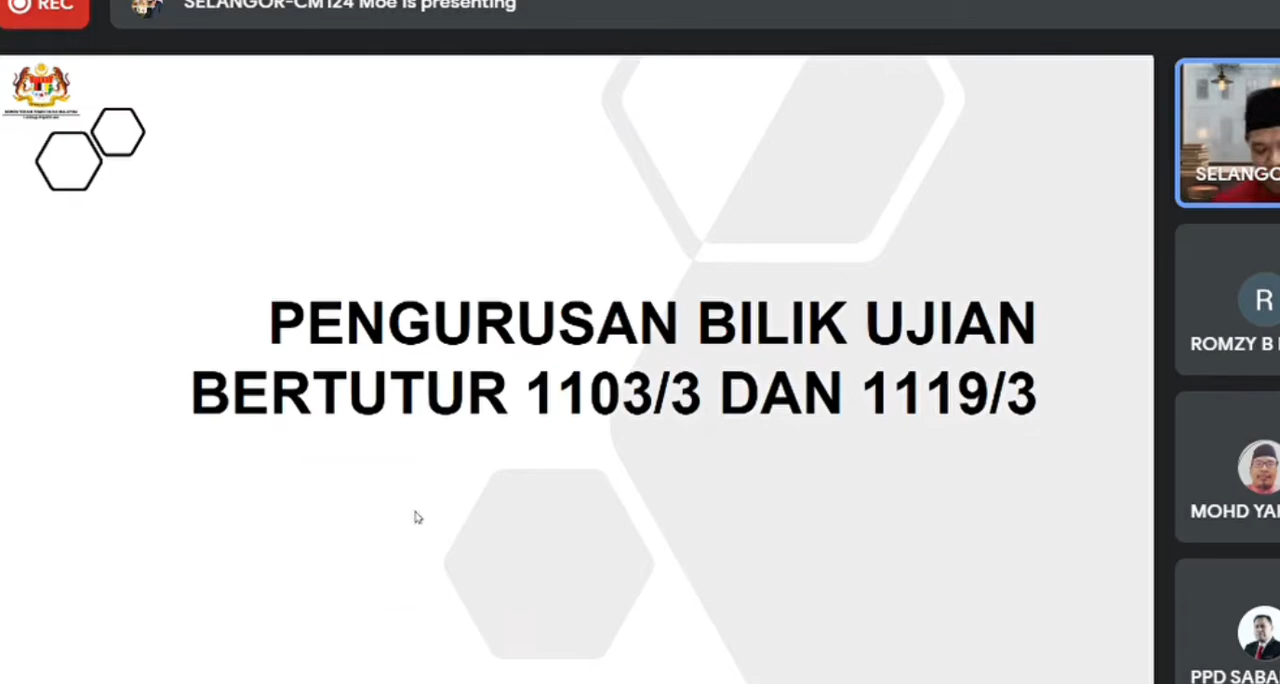 REC
SELANGOR-CM124 Moe is presenting
PENGURUSAN BILIK UJIAN
BERTUTUR 1103/3 DAN 1119/3
SELANGO
R
ROMZY B
MOHD YA
PPD SABA